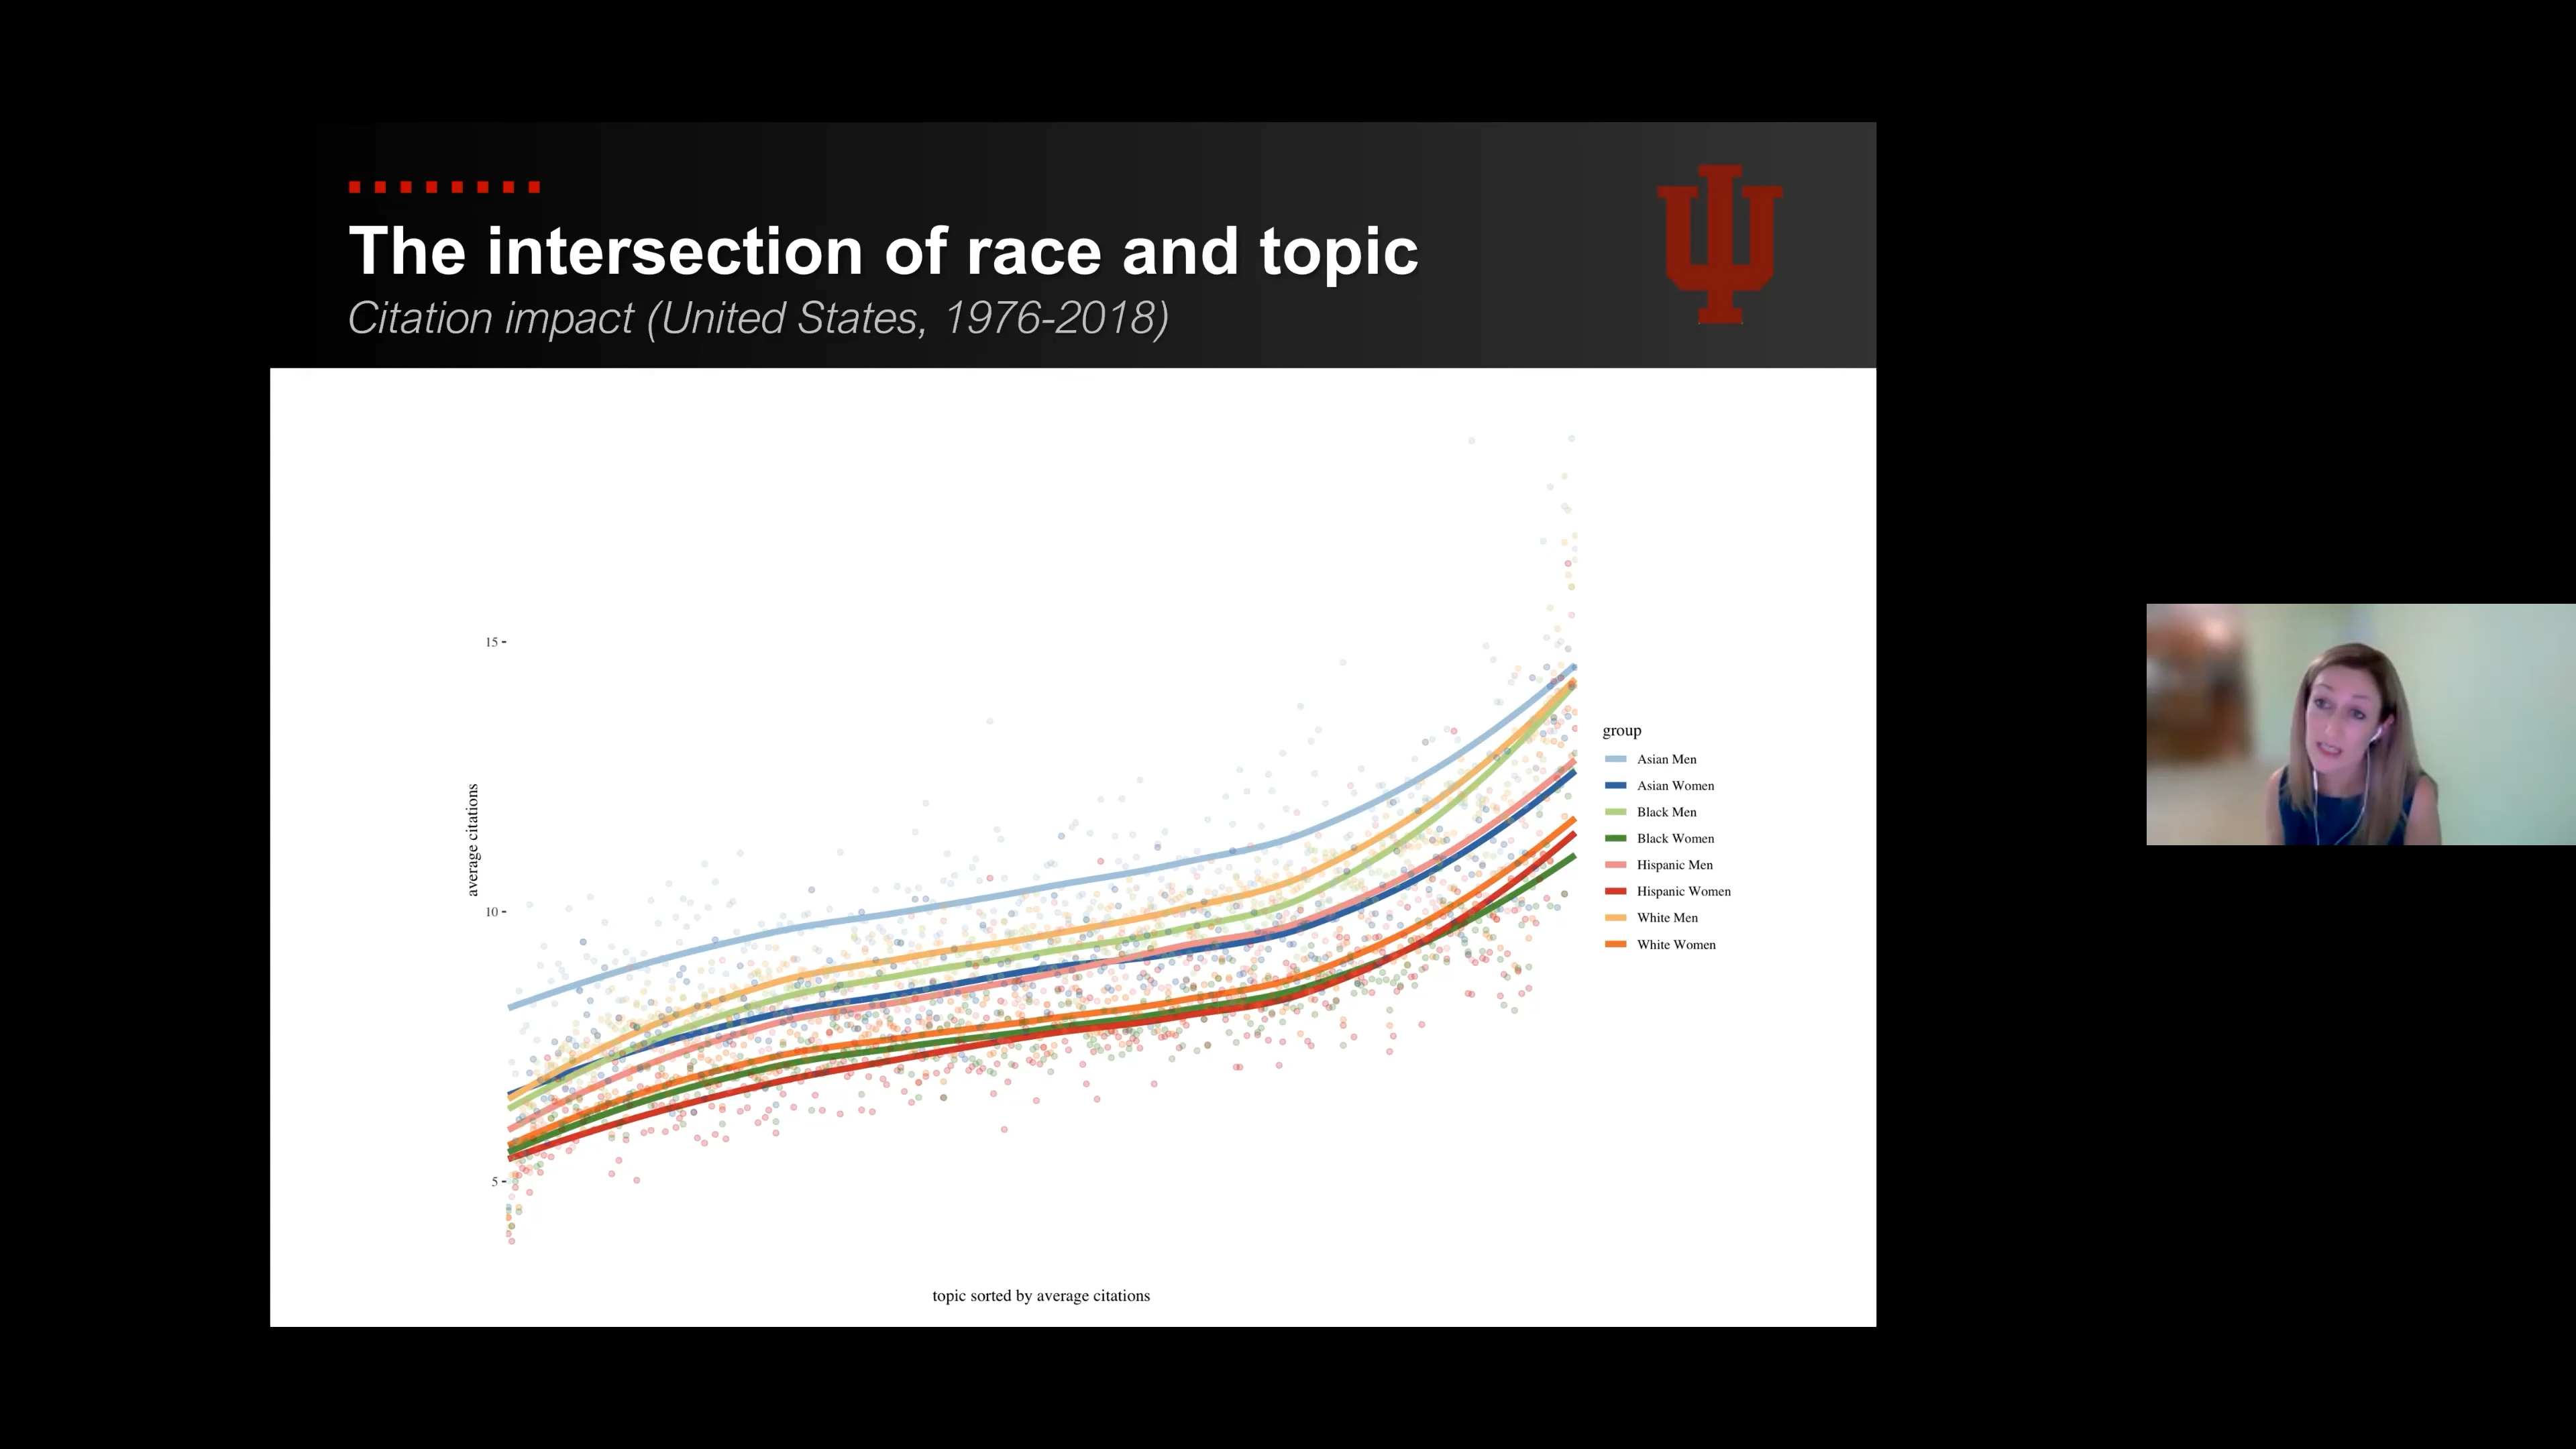 The intersection of race and topic
Citation impact (United States, 1976-2018)
15
10
5
average citations
topic sorted by average citations
group
Asian Men
Asian Women
Black Men
Black Women
Hispanic Men
Hispanic Women
White Men
White Women